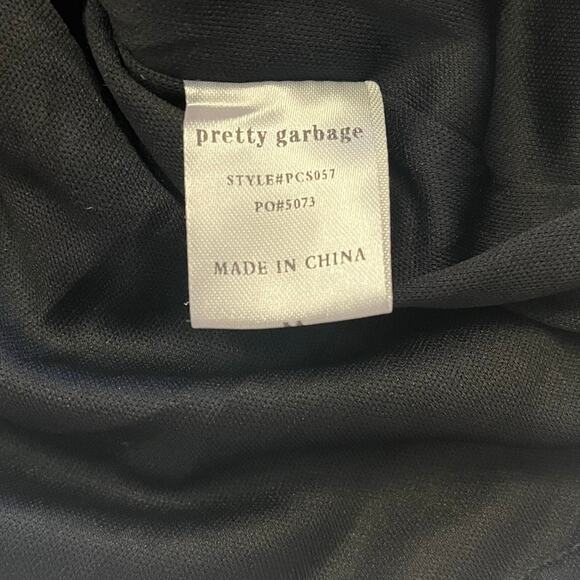 pretty garbage
STYLE#PCS057
PO#5073
MADE IN CHINA